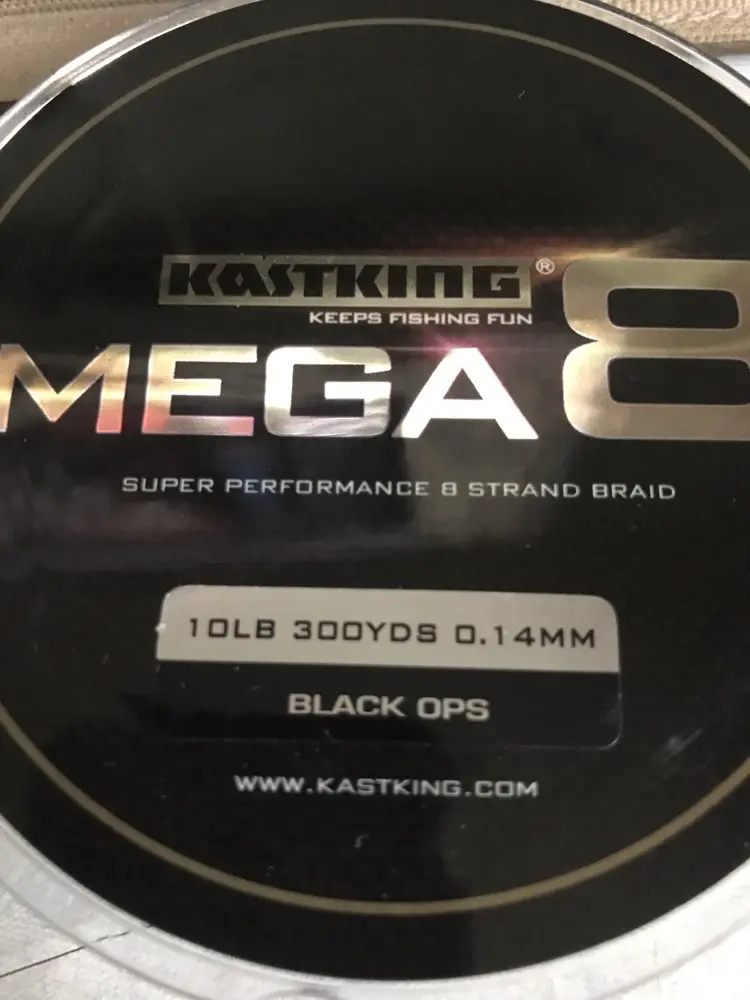 KASTKING®
KEEPS FISHING FUN
MEGA 8
SUPER PERFORMANCE 8 STRAND BRAID
10LB 300YDS 0.14MM
BLACK OPS
WWW.KASTKING.COM